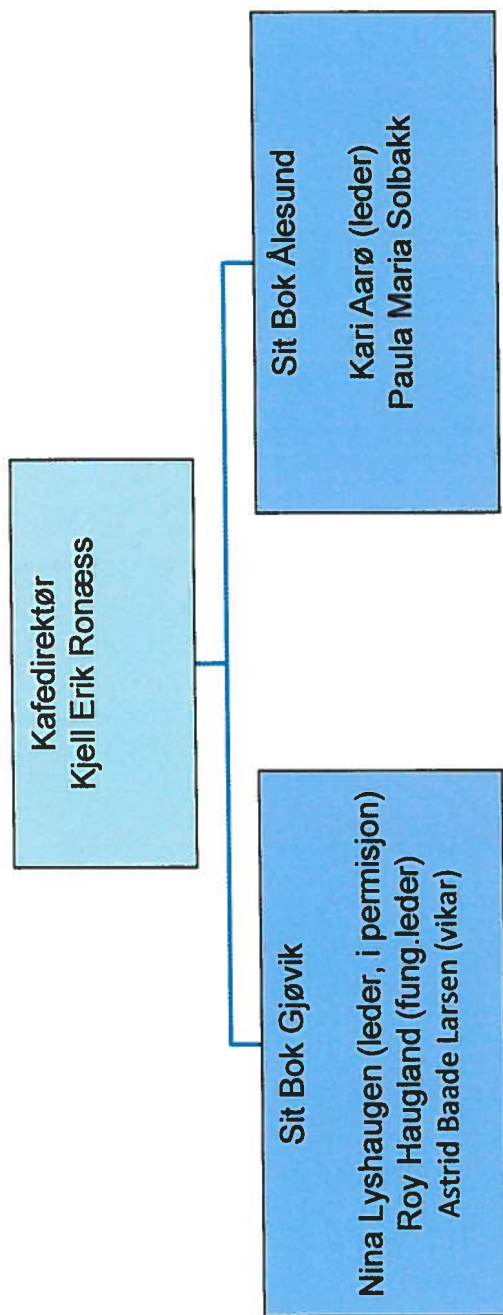 Kafedirektør
Kjell Erik Ronæss
Sit Bok Gjøvik
Nina Lyshaugen (leder, i permisjon)
Roy Haugland (fung.leder)
Astrid Baade Larsen (vikar)
Sit Bok Ålesund
Kari Aarø (leder)
Paula Maria Solbakk